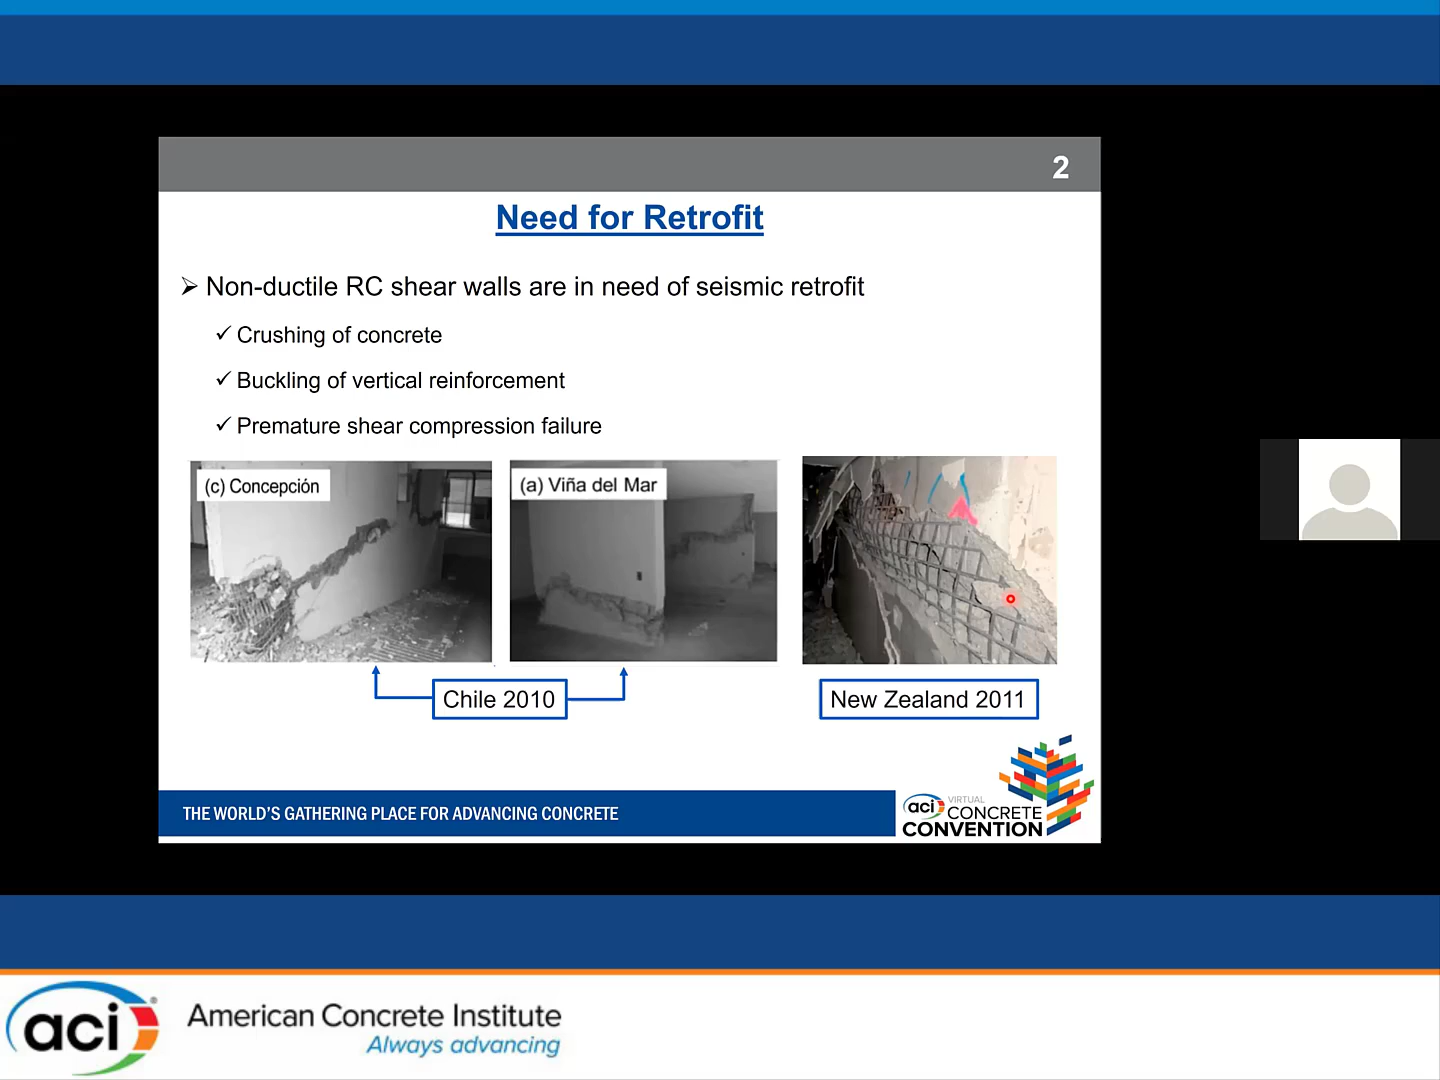 2
Need for Retrofit
Non-ductile RC shear walls are in need of seismic retrofit
Crushing of concrete
Buckling of vertical reinforcement
Premature shear compression failure
(c) Concepción
(a) Viña del Mar
Chile 2010
New Zealand 2011
THE WORLD'S GATHERING PLACE FOR ADVANCING CONCRETE
aci VIRTUAL
CONCRETE
CONVENTION
aci
American Concrete Institute
Always advancing